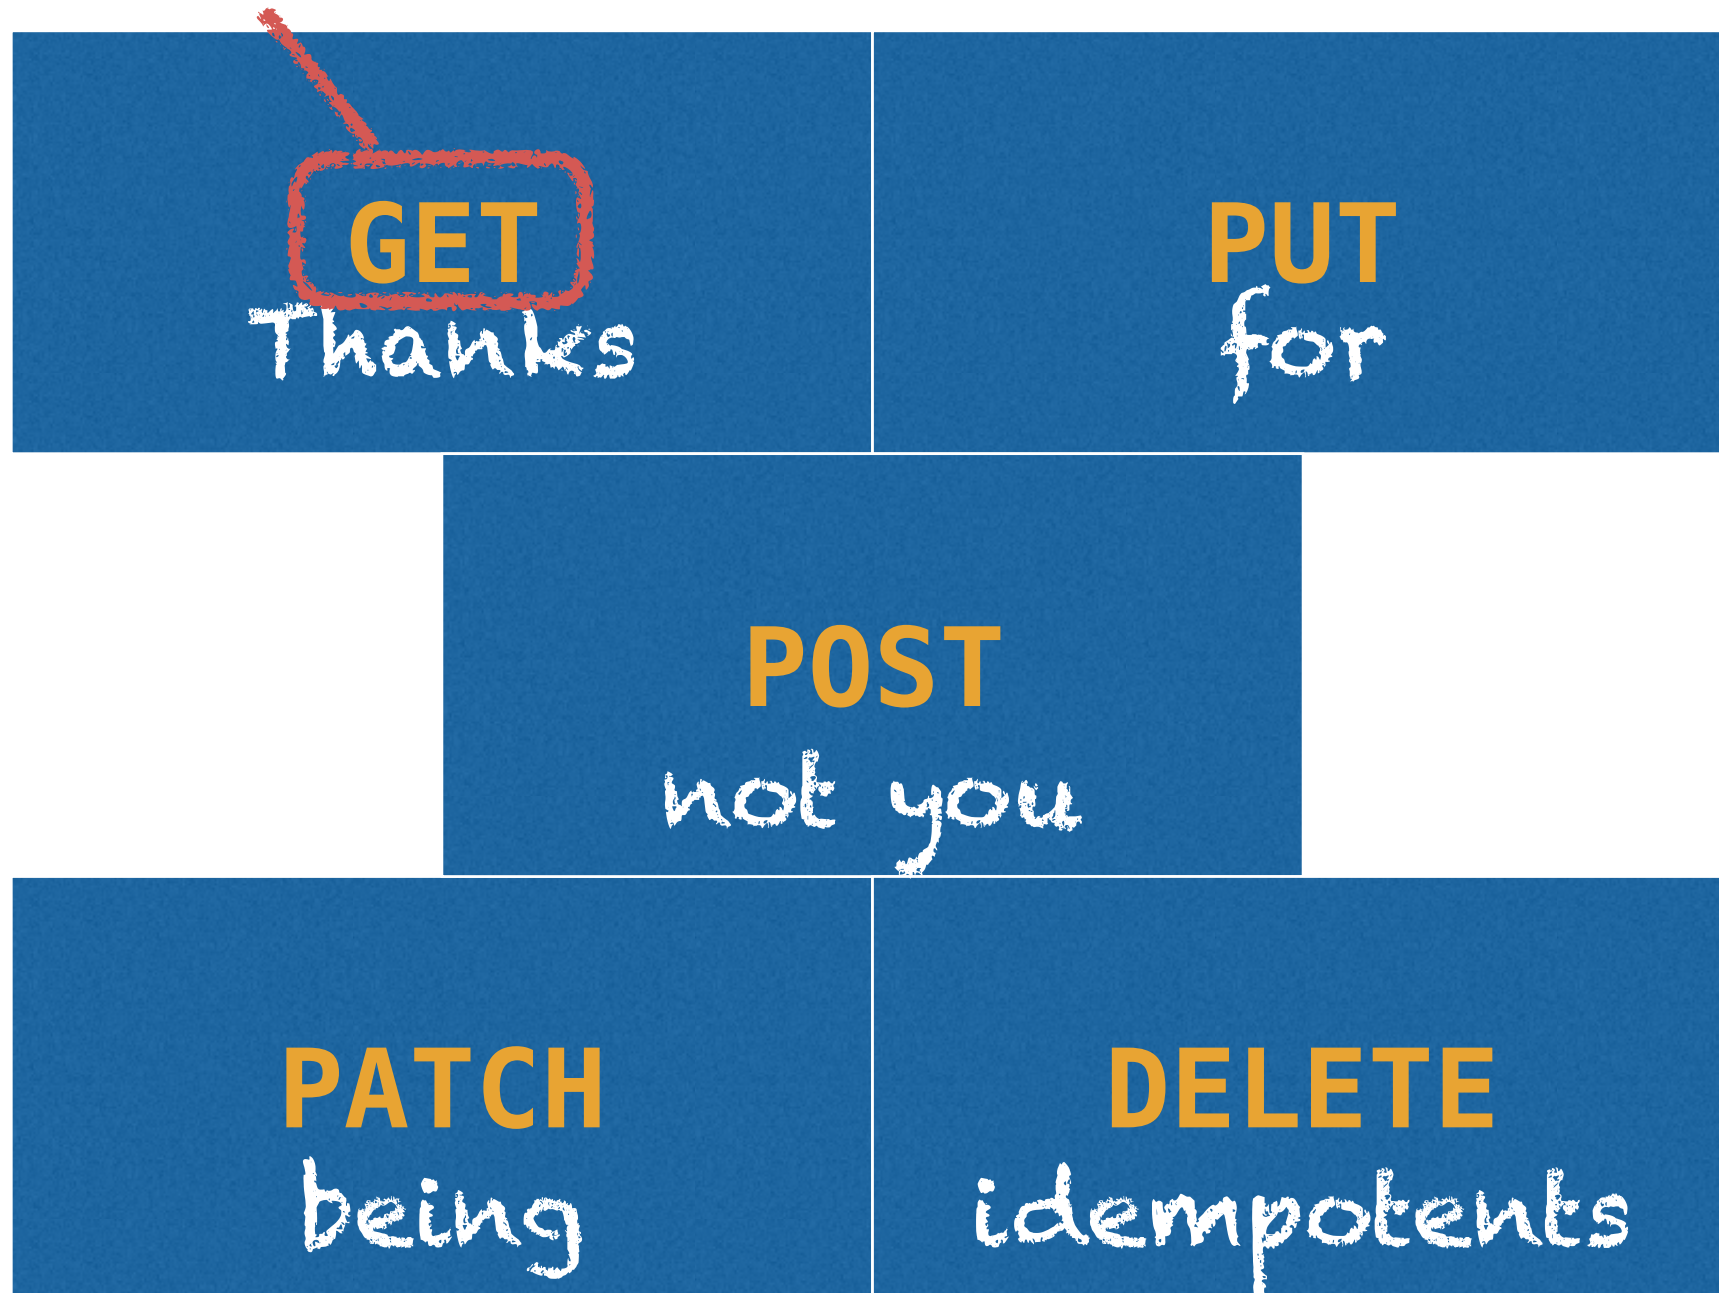 GET
Thanks
PUT
for
POST
not you
PATCH
being
DELETE
idempotents